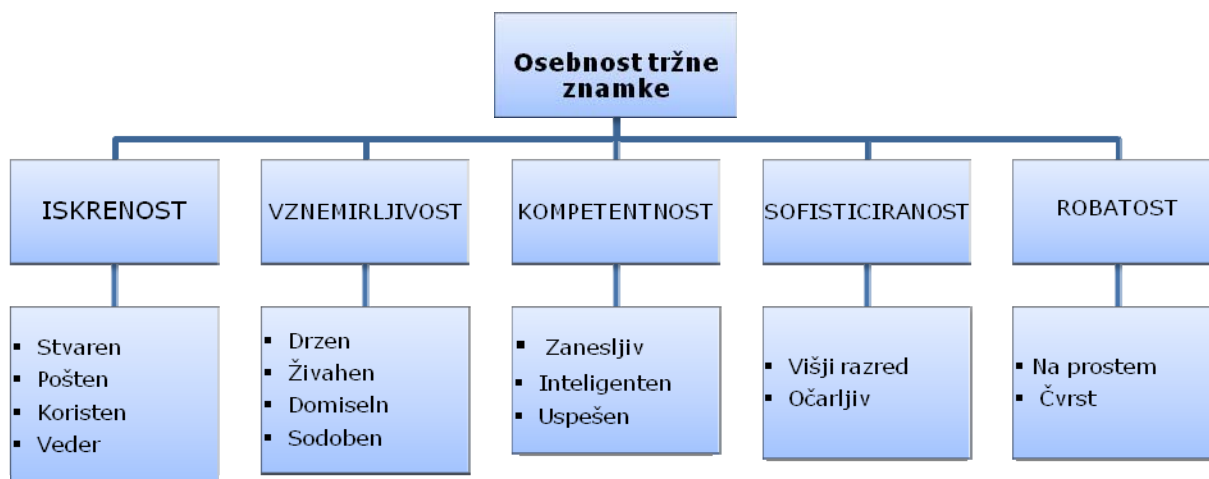 Osebnost tržne
znamke
ISKRENOST
VZNEMIRLJIVOST
KOMPETENTNOST
SOFISTICIRANOST
ROBATOST
▪ Stvaren
▪ Pošten
▪ Koristen
▪ Veder
▪ Drzen
▪ Živahen
▪ Domiseln
▪ Sodoben
▪ Zanesljiv
▪ Inteligenten
▪ Uspešen
▪ Višji razred
▪ Očarljiv
▪ Na prostem
▪ Čvrst